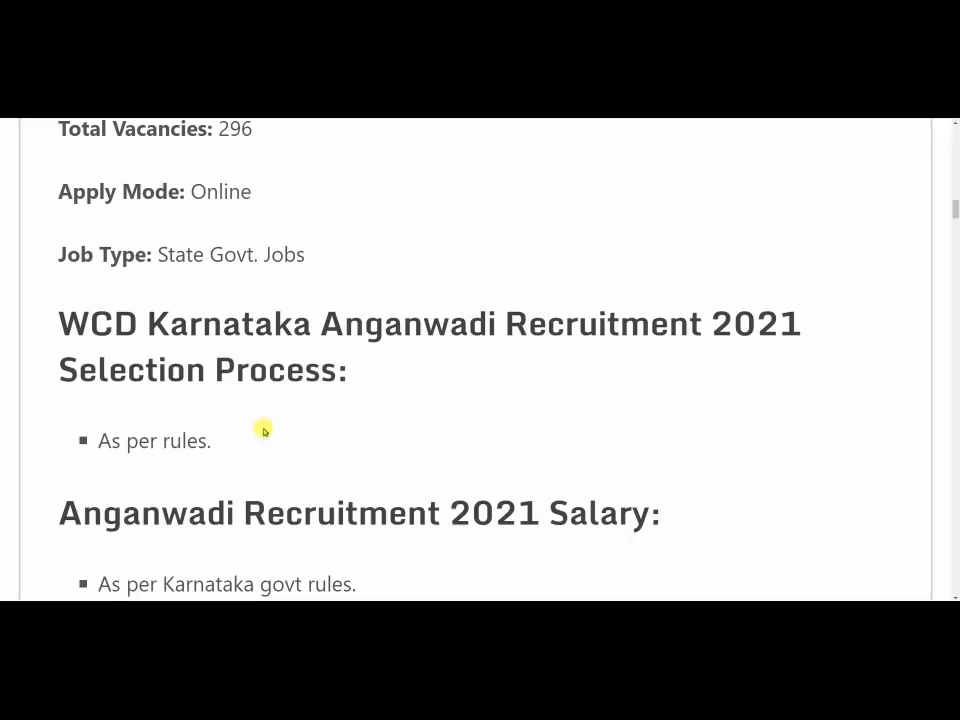 Total Vacancies: 296
Apply Mode: Online
Job Type: State Govt. Jobs
WCD Karnataka Anganwadi Recruitment 2021
Selection Process:
▪ As per rules.
Anganwadi Recruitment 2021 Salary:
▪ As per Karnataka govt rules.